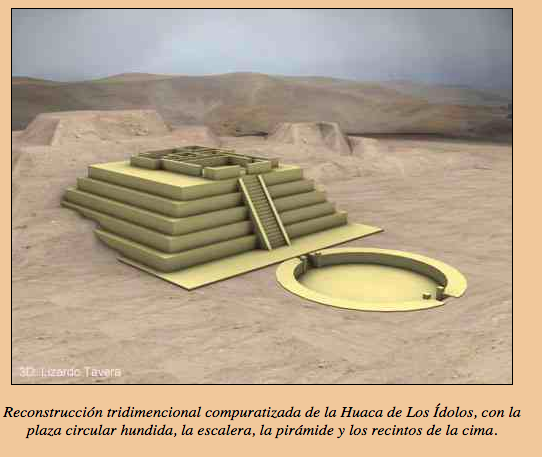 3D: Lizardo Tavera
Reconstrucción tridimencional compuratizada de la Huaca de Los Ídolos, con la
plaza circular hundida, la escalera, la pirámide y los recintos de la cima.